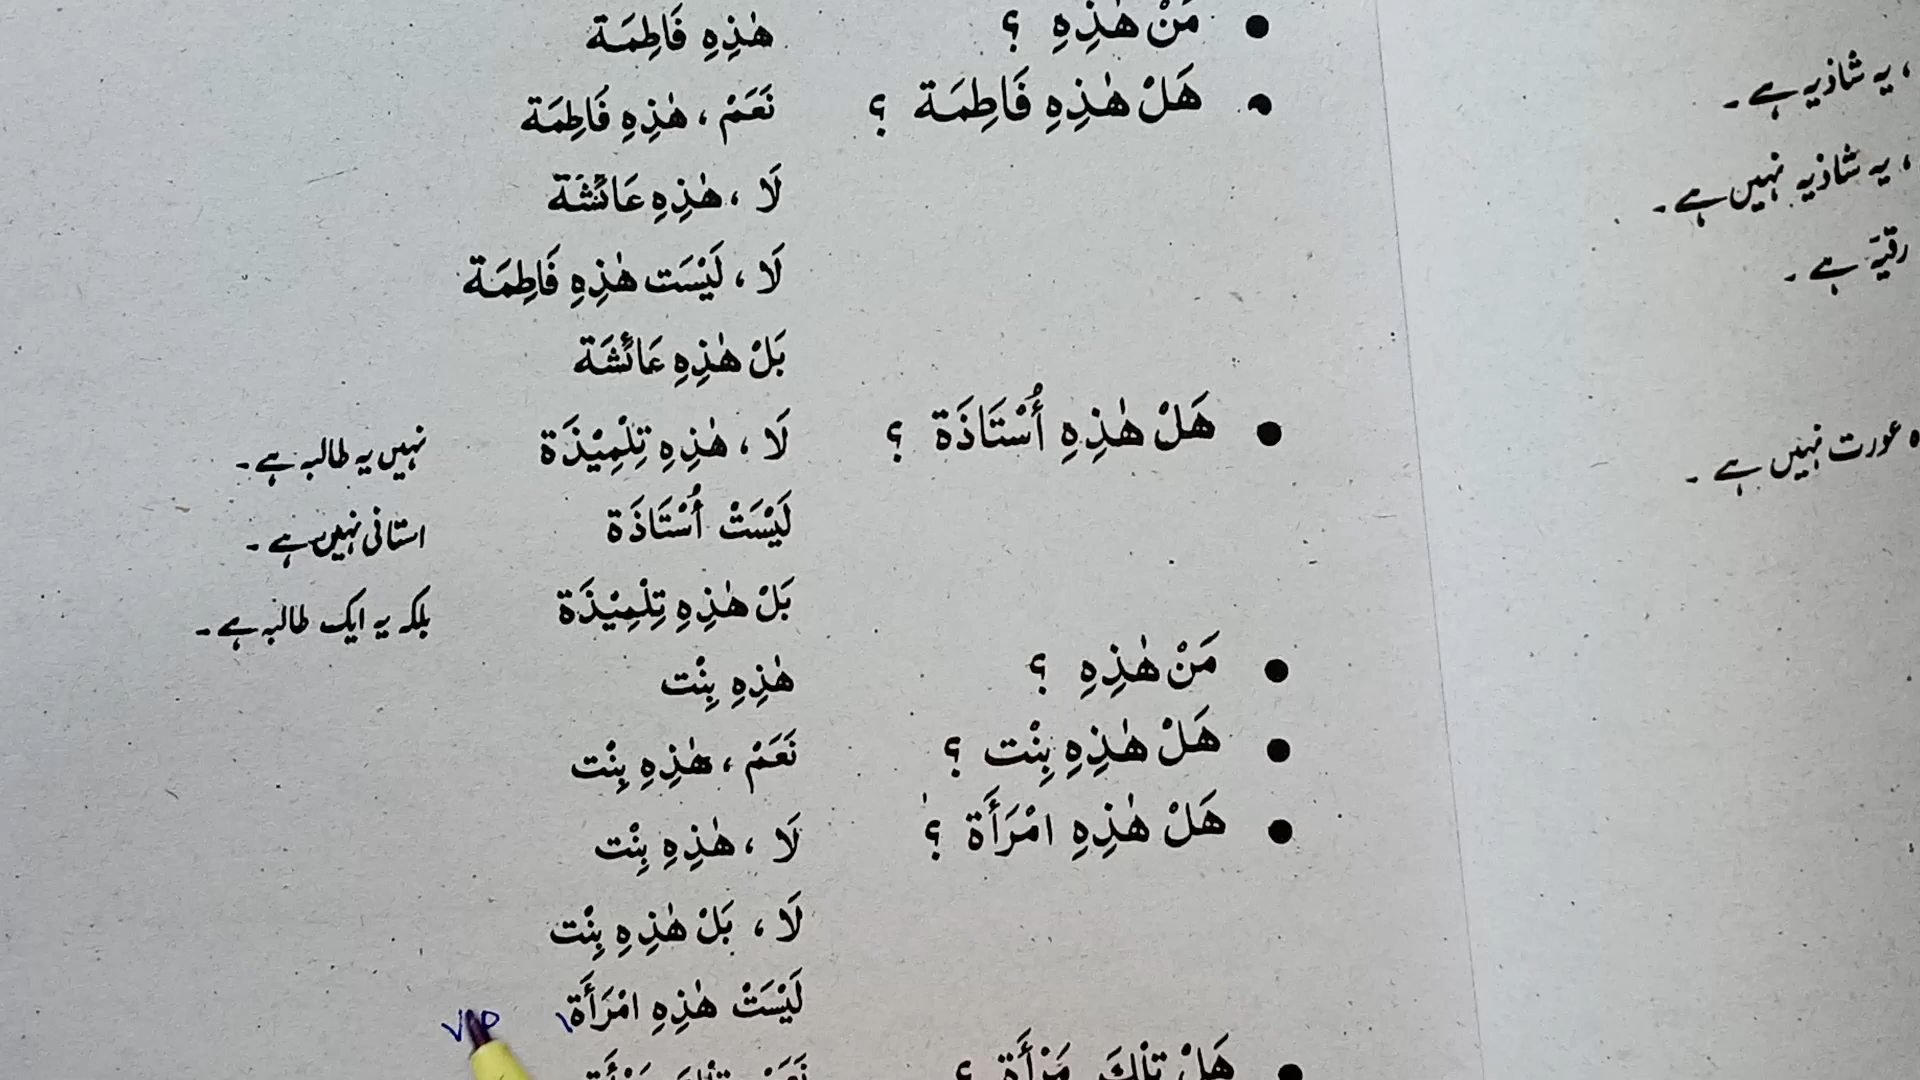 ● مَنْ هٰذِهِ ؟ هٰذِهِ فَاطِمَة
● هَلْ هٰذِهِ فَاطِمَة ؟ نَعَمْ ، هٰذِهِ فَاطِمَة
لَا ، هٰذِهِ عَائَشَة
لَا ، لَيْسَت هٰذِهِ فَاطِمَة
بَلْ هٰذِهِ عَائَشَة
● هَلْ هٰذِهِ أُسْتَاذَة ؟ لَا ، هٰذِهِ تِلْمِيْذَة نہیں یہ طالبہ ہے۔
لَيْسَتْ أُسْتَاذَة استانی نہیں ہے ۔
بَلْ هٰذِهِ تِلْمِيْذَة بلکہ یہ ایک طالبہ ہے۔
● مَنْ هٰذِهِ ؟ هٰذِهِ بِنْت
● هَلْ هٰذِهِ بِنْت ؟ نَعَمْ ، هٰذِهِ بِنْت
● هَلْ هٰذِهِ امْرَأَة ؟ لَا ، هٰذِهِ بِنْت
لَا ، بَلْ هٰذِهِ بِنْت
لَيْسَتْ هٰذِهِ امْرَأَة
● هَلْ تِلْكَ مَرْأَة ؟
، یہ شاذیہ ہے ۔
، یہ شاذیہ نہیں ہے ۔
رقیّہ ہے ۔
عورت نہیں ہے ۔